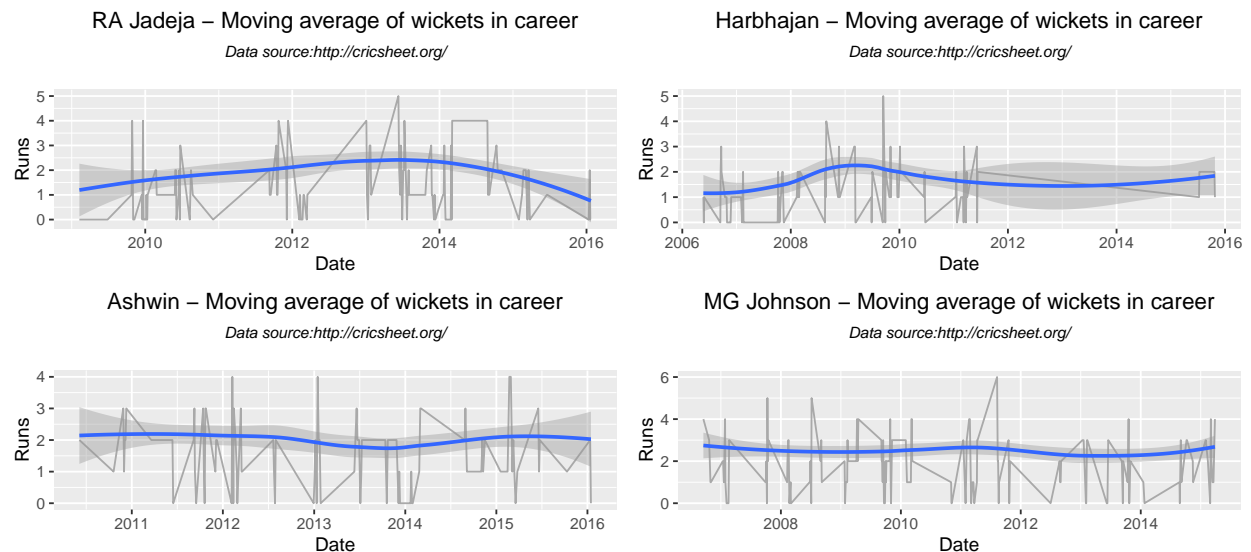 RA Jadeja – Moving average of wickets in career
Data source:http://cricsheet.org/
Runs
5
4
3
2
1
0
2010 2012 2014 2016
Date
Harbhajan – Moving average of wickets in career
Data source:http://cricsheet.org/
Runs
5
4
3
2
1
0
2006 2008 2010 2012 2014 2016
Date
Ashwin – Moving average of wickets in career
Data source:http://cricsheet.org/
Runs
4
3
2
1
0
2011 2012 2013 2014 2015 2016
Date
MG Johnson – Moving average of wickets in career
Data source:http://cricsheet.org/
Runs
6
4
2
0
2008 2010 2012 2014
Date